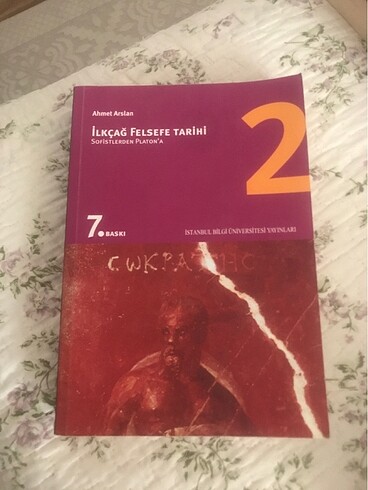 Ahmet Arslan
İLKÇAĞ FELSEFE TARİHİ
SOFİSTLERDEN PLATON'A
2
7. BASKI
İSTANBUL BİLGİ ÜNİVERSİTESİ YAYINLARI
CWKPATHC